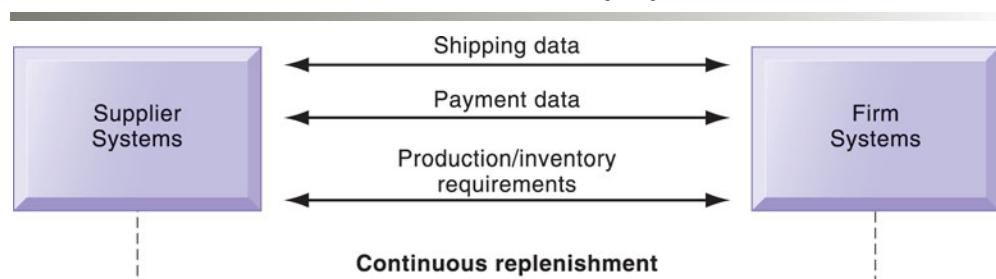 Shipping data
Payment data
Supplier
Systems
Firm
Systems
Production/inventory
requirements
Continuous replenishment